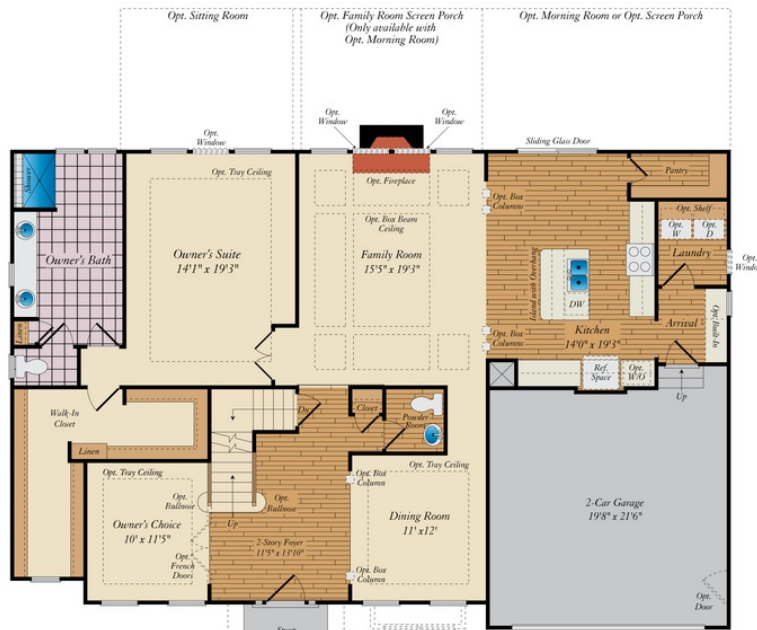 Opt. Sitting Room
Opt. Family Room Screen Porch
(Only available with
Opt. Morning Room)
Opt. Morning Room or Opt. Screen Porch
Opt.
Window
Opt.
Window
Opt.
Window
Sliding Glass Door
Shower
Opt. Tray Ceiling
Opt. Fireplace
Pantry
Opt. Box
Columns
Opt. Shelf
Opt.
W
Opt.
D
Opt. Box Beam
Ceiling
Owner's Bath
Owner's Suite
14'1" x 19'3"
Family Room
15'5" x 19'3"
Island with Overhang
DW
Laundry
Opt.
Windo
Linen
Opt. Box
Columns
Kitchen
14'0" x 19'3"
Arrival
Opt. Built-In
Ref.
Space
Opt.
W/O
Up
Walk-In
Closet
Dn
Closet
Powder
Room
Linen
Opt. Tray Ceiling
Opt. Tray Ceiling
Opt.
Bullnose
Opt.
Bullnose
Opt. Box
Column
Up
Owner's Choice
10' x 11'5"
Dining Room
11'x12'
2-Car Garage
19'8" x 21'6"
2-Story Foyer
11'5" x 13'10"
Opt.
French
Doors
Opt. Box
Column
Opt.
Door